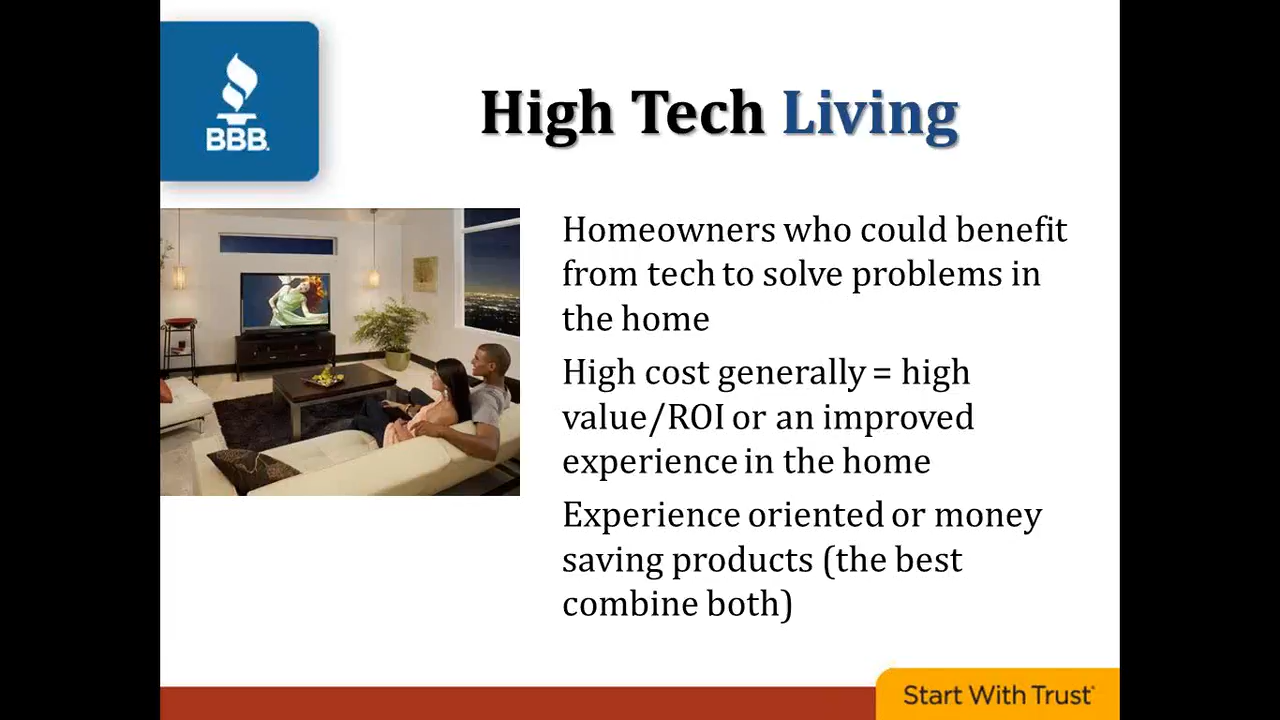 BBB.
High Tech Living
Homeowners who could benefit
from tech to solve problems in
the home
High cost generally = high
value/ROI or an improved
experience in the home
Experience oriented or money
saving products (the best
combine both)
Start With Trust®